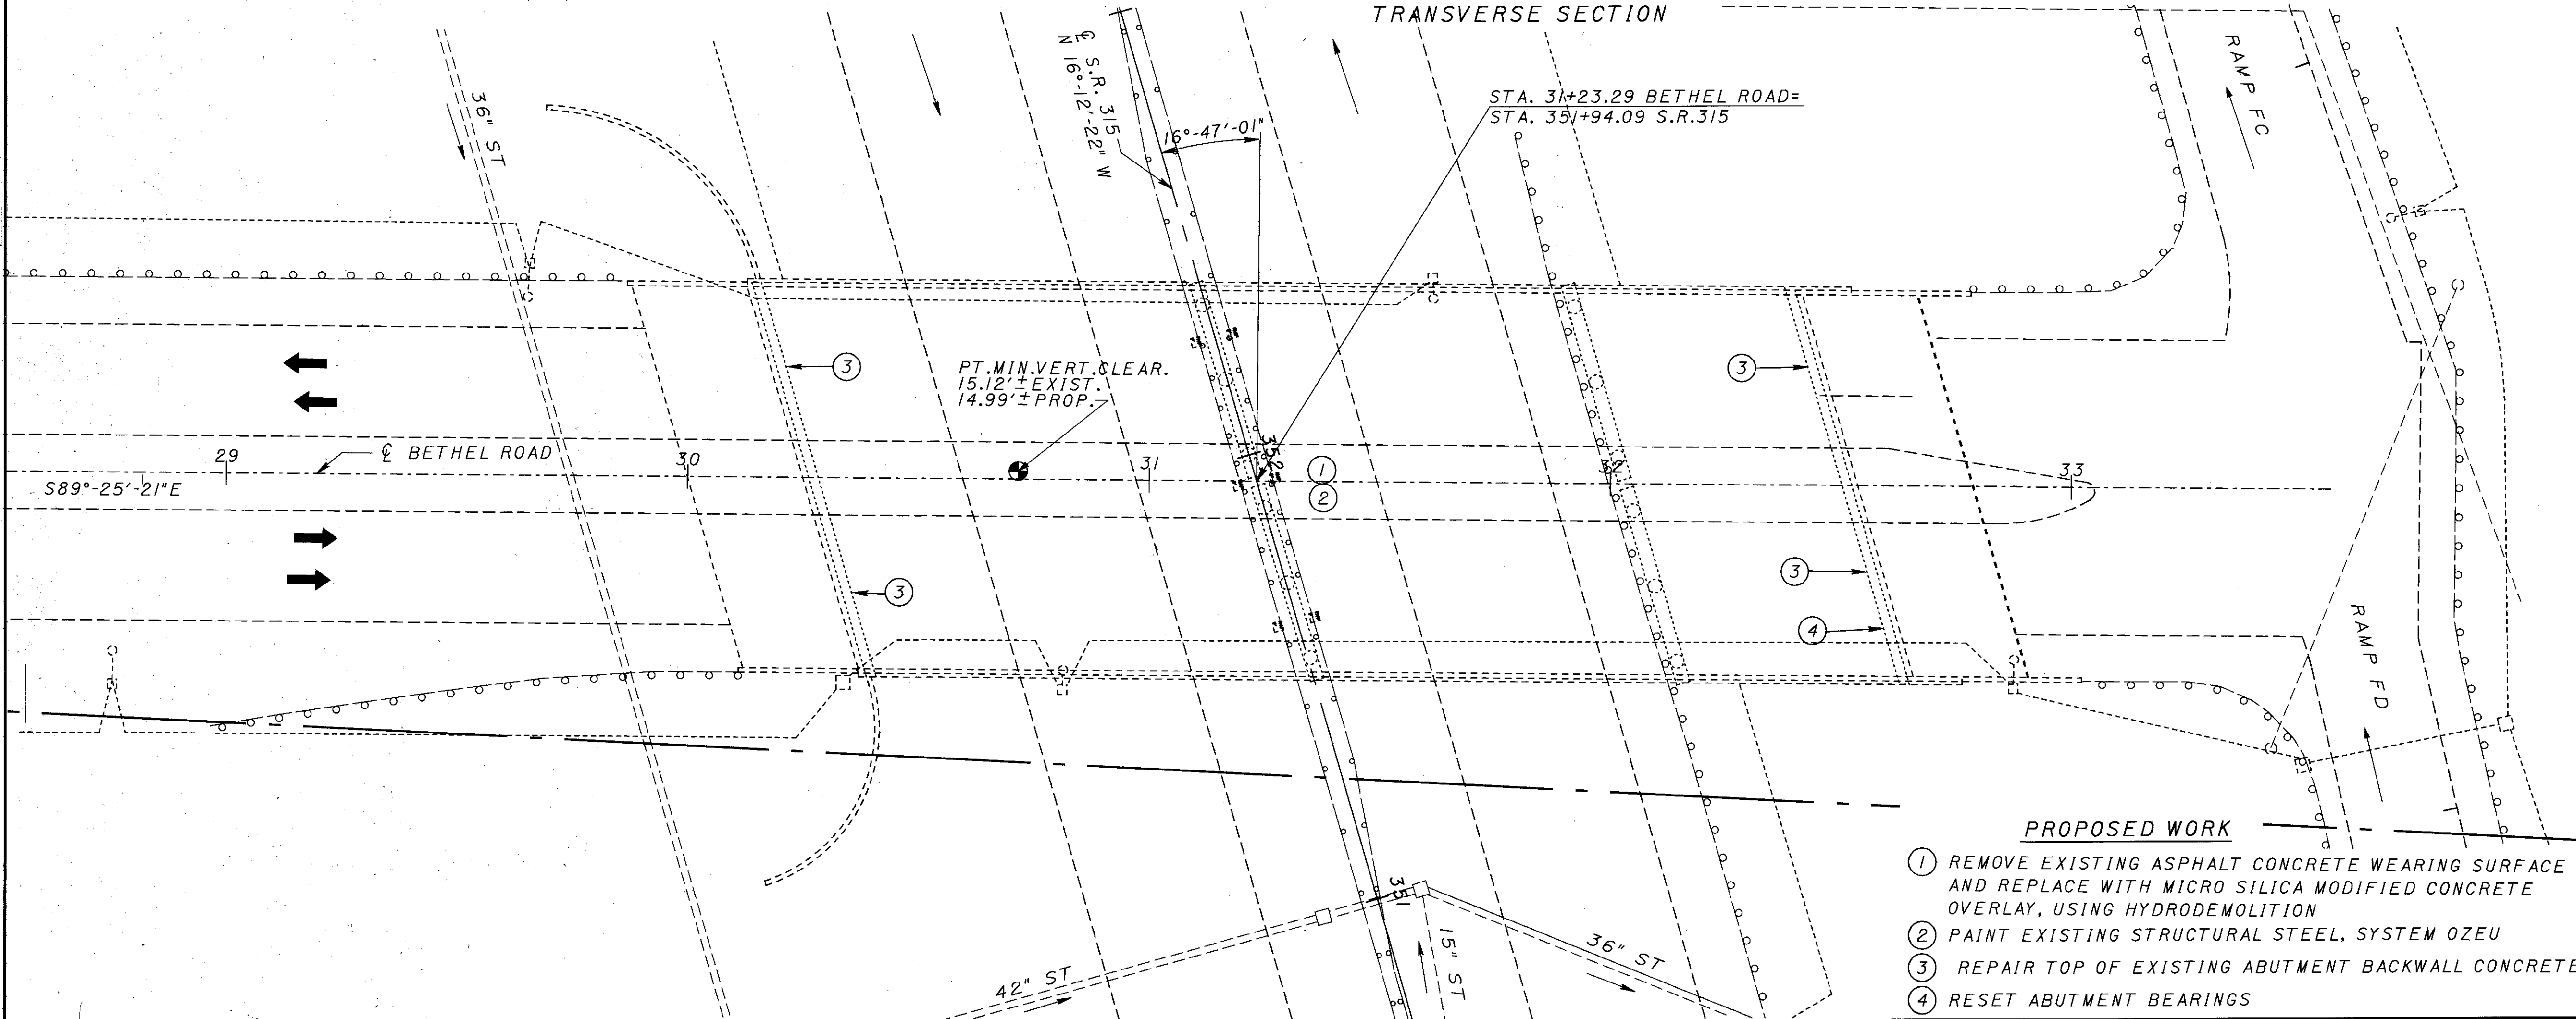 TRANSVERSE SECTION
℄ S.R. 315
N 16°-12'-22" W
16°-47'-01"
STA. 31+23.29 BETHEL ROAD=
STA. 351+94.09 S.R.315
RAMP FC
36" ST
3
PT.MIN.VERT.CLEAR.
15.12'± EXIST.
14.99'± PROP.
3
29
℄ BETHEL ROAD
30
31
352
1
2
32
33
S89°-25'-21"E
3
3
4
RAMP FD
351
42" ST
15" ST
36" ST
PROPOSED WORK
1 REMOVE EXISTING ASPHALT CONCRETE WEARING SURFACE
AND REPLACE WITH MICRO SILICA MODIFIED CONCRETE
OVERLAY, USING HYDRODEMOLITION
2 PAINT EXISTING STRUCTURAL STEEL, SYSTEM OZEU
3 REPAIR TOP OF EXISTING ABUTMENT BACKWALL CONCRETE
4 RESET ABUTMENT BEARINGS